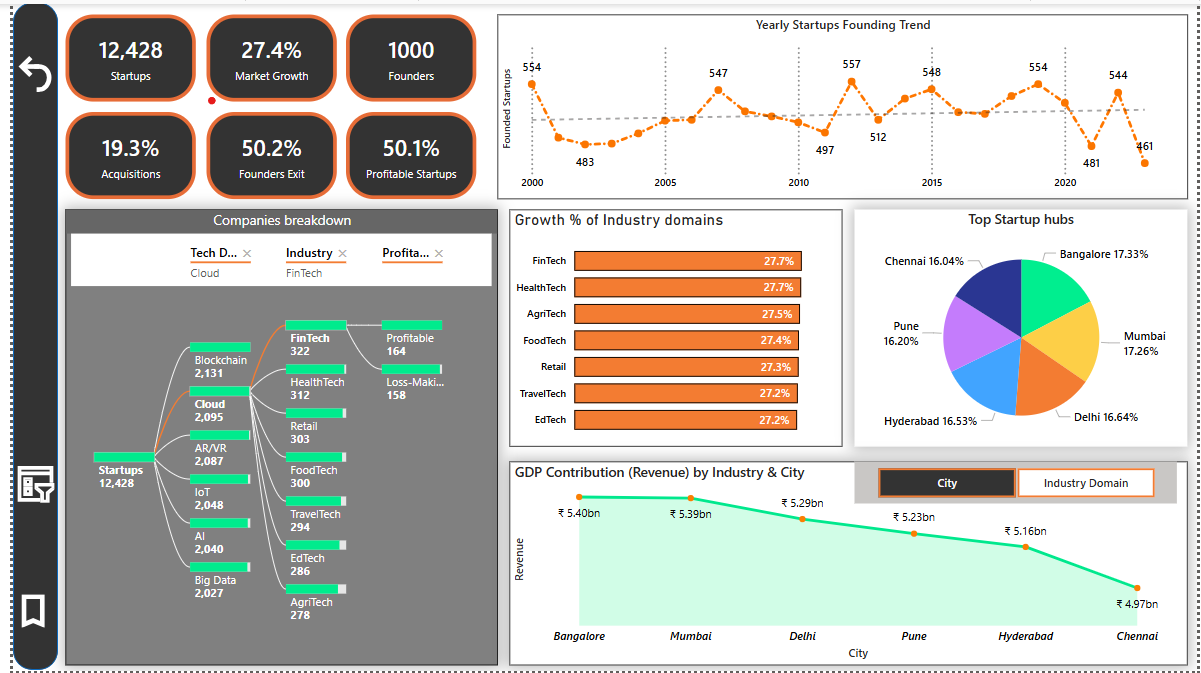 12,428
Startups
27.4%
Market Growth
1000
Founders
19.3%
Acquisitions
50.2%
Founders Exit
50.1%
Profitable Startups
Yearly Startups Founding Trend
Founded Startups
554
483
547
497
557
512
548
554
481
544
461
2000
2005
2010
2015
2020
Companies breakdown
Tech D...
Cloud
Industry
FinTech
Profita...
Startups
12,428
Blockchain
2,131
Cloud
2,095
AR/VR
2,087
IoT
2,048
AI
2,040
Big Data
2,027
FinTech
322
HealthTech
312
Retail
303
FoodTech
300
TravelTech
294
EdTech
286
AgriTech
278
Profitable
164
Loss-Maki...
158
Growth % of Industry domains
FinTech 27.7%
HealthTech 27.7%
AgriTech 27.5%
FoodTech 27.4%
Retail 27.3%
TravelTech 27.2%
EdTech 27.2%
Top Startup hubs
Bangalore 17.33%
Mumbai
17.26%
Delhi 16.64%
Hyderabad 16.53%
Pune
16.20%
Chennai 16.04%
GDP Contribution (Revenue) by Industry & City
City
Industry Domain
Revenue
₹ 5.40bn
₹ 5.39bn
₹ 5.29bn
₹ 5.23bn
₹ 5.16bn
₹ 4.97bn
Bangalore
Mumbai
Delhi
Pune
Hyderabad
Chennai
City